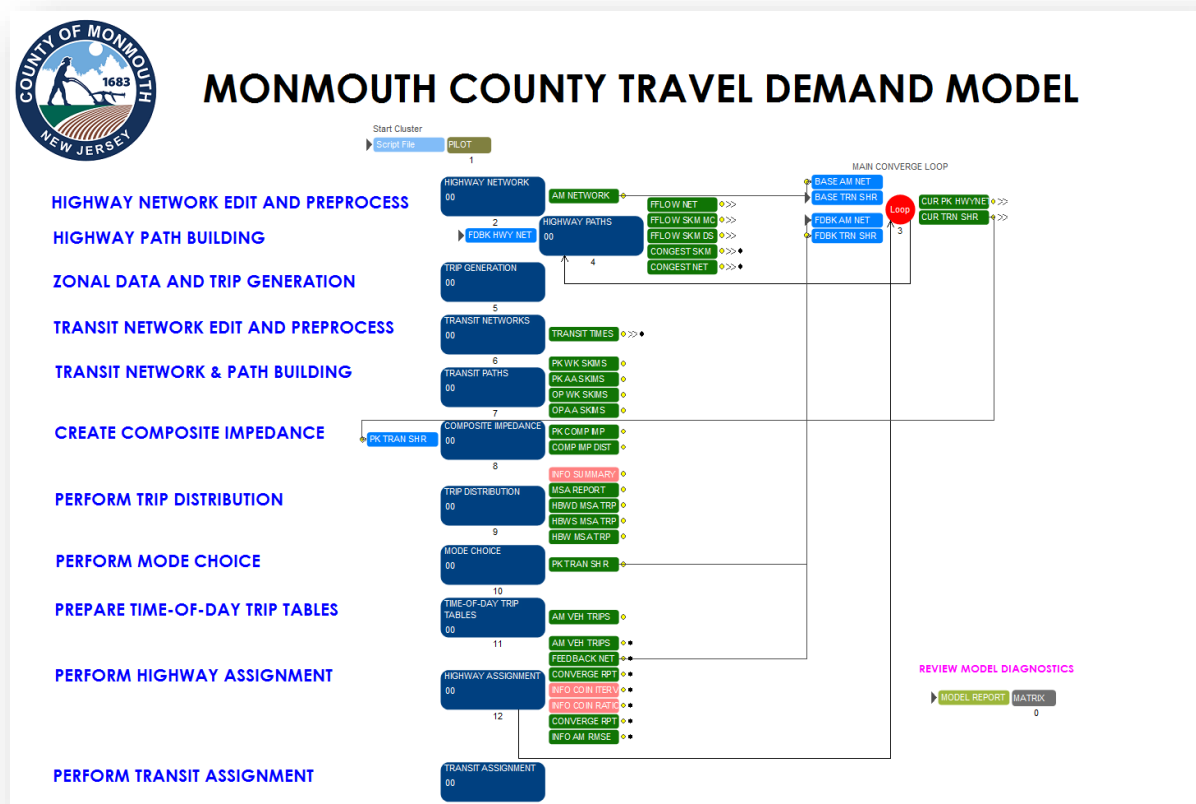 COUNTY OF MONMOUTH
1683
NEW JERSEY
MONMOUTH COUNTY TRAVEL DEMAND MODEL
Start Cluster
Script File
PILOT
1
MAIN CONVERGE LOOP
HIGHWAY NETWORK EDIT AND PREPROCESS
HIGHWAY NETWORK
00
2
AM NETWORK
BASE AM NET
BASE TRN SHR
FDBK AM NET
FDBK TRN SHR
Loop
3
CUR PK HWYNET
CUR TRN SHR
HIGHWAY PATH BUILDING
FDBK HWY NET
HIGHWAY PATHS
00
4
FFLOW NET
FFLOW SKM MC
FFLOW SKM DS
CONGEST SKM
CONGEST NET
ZONAL DATA AND TRIP GENERATION
TRIP GENERATION
00
5
TRANSIT NETWORK EDIT AND PREPROCESS
TRANSIT NETWORKS
00
6
TRANSIT TIMES
TRANSIT NETWORK & PATH BUILDING
TRANSIT PATHS
00
7
PK WK SKIMS
PK AA SKIMS
OP WK SKIMS
OP AA SKIMS
CREATE COMPOSITE IMPEDANCE
PK TRAN SHR
COMPOSITE IMPEDANCE
00
8
PK COMP IMP
COMP IMP DIST
PERFORM TRIP DISTRIBUTION
TRIP DISTRIBUTION
00
9
INFO SUMMARY
MSA REPORT
HBWD MSA TRP
HBWS MSA TRP
HBW MSA TRP
PERFORM MODE CHOICE
MODE CHOICE
00
10
PK TRAN SHR
PREPARE TIME-OF-DAY TRIP TABLES
TIME-OF-DAY TRIP
TABLES
00
11
AM VEH TRIPS
PERFORM HIGHWAY ASSIGNMENT
HIGHWAY ASSIGNMENT
00
12
AM VEH TRIPS
FEEDBACK NET
CONVERGE RPT
INFO COIN ITERV
INFO COIN RATIO
CONVERGE RPT
INFO AM RMSE
REVIEW MODEL DIAGNOSTICS
MODEL REPORT
MATRIX
0
PERFORM TRANSIT ASSIGNMENT
TRANSIT ASSIGNMENT
00